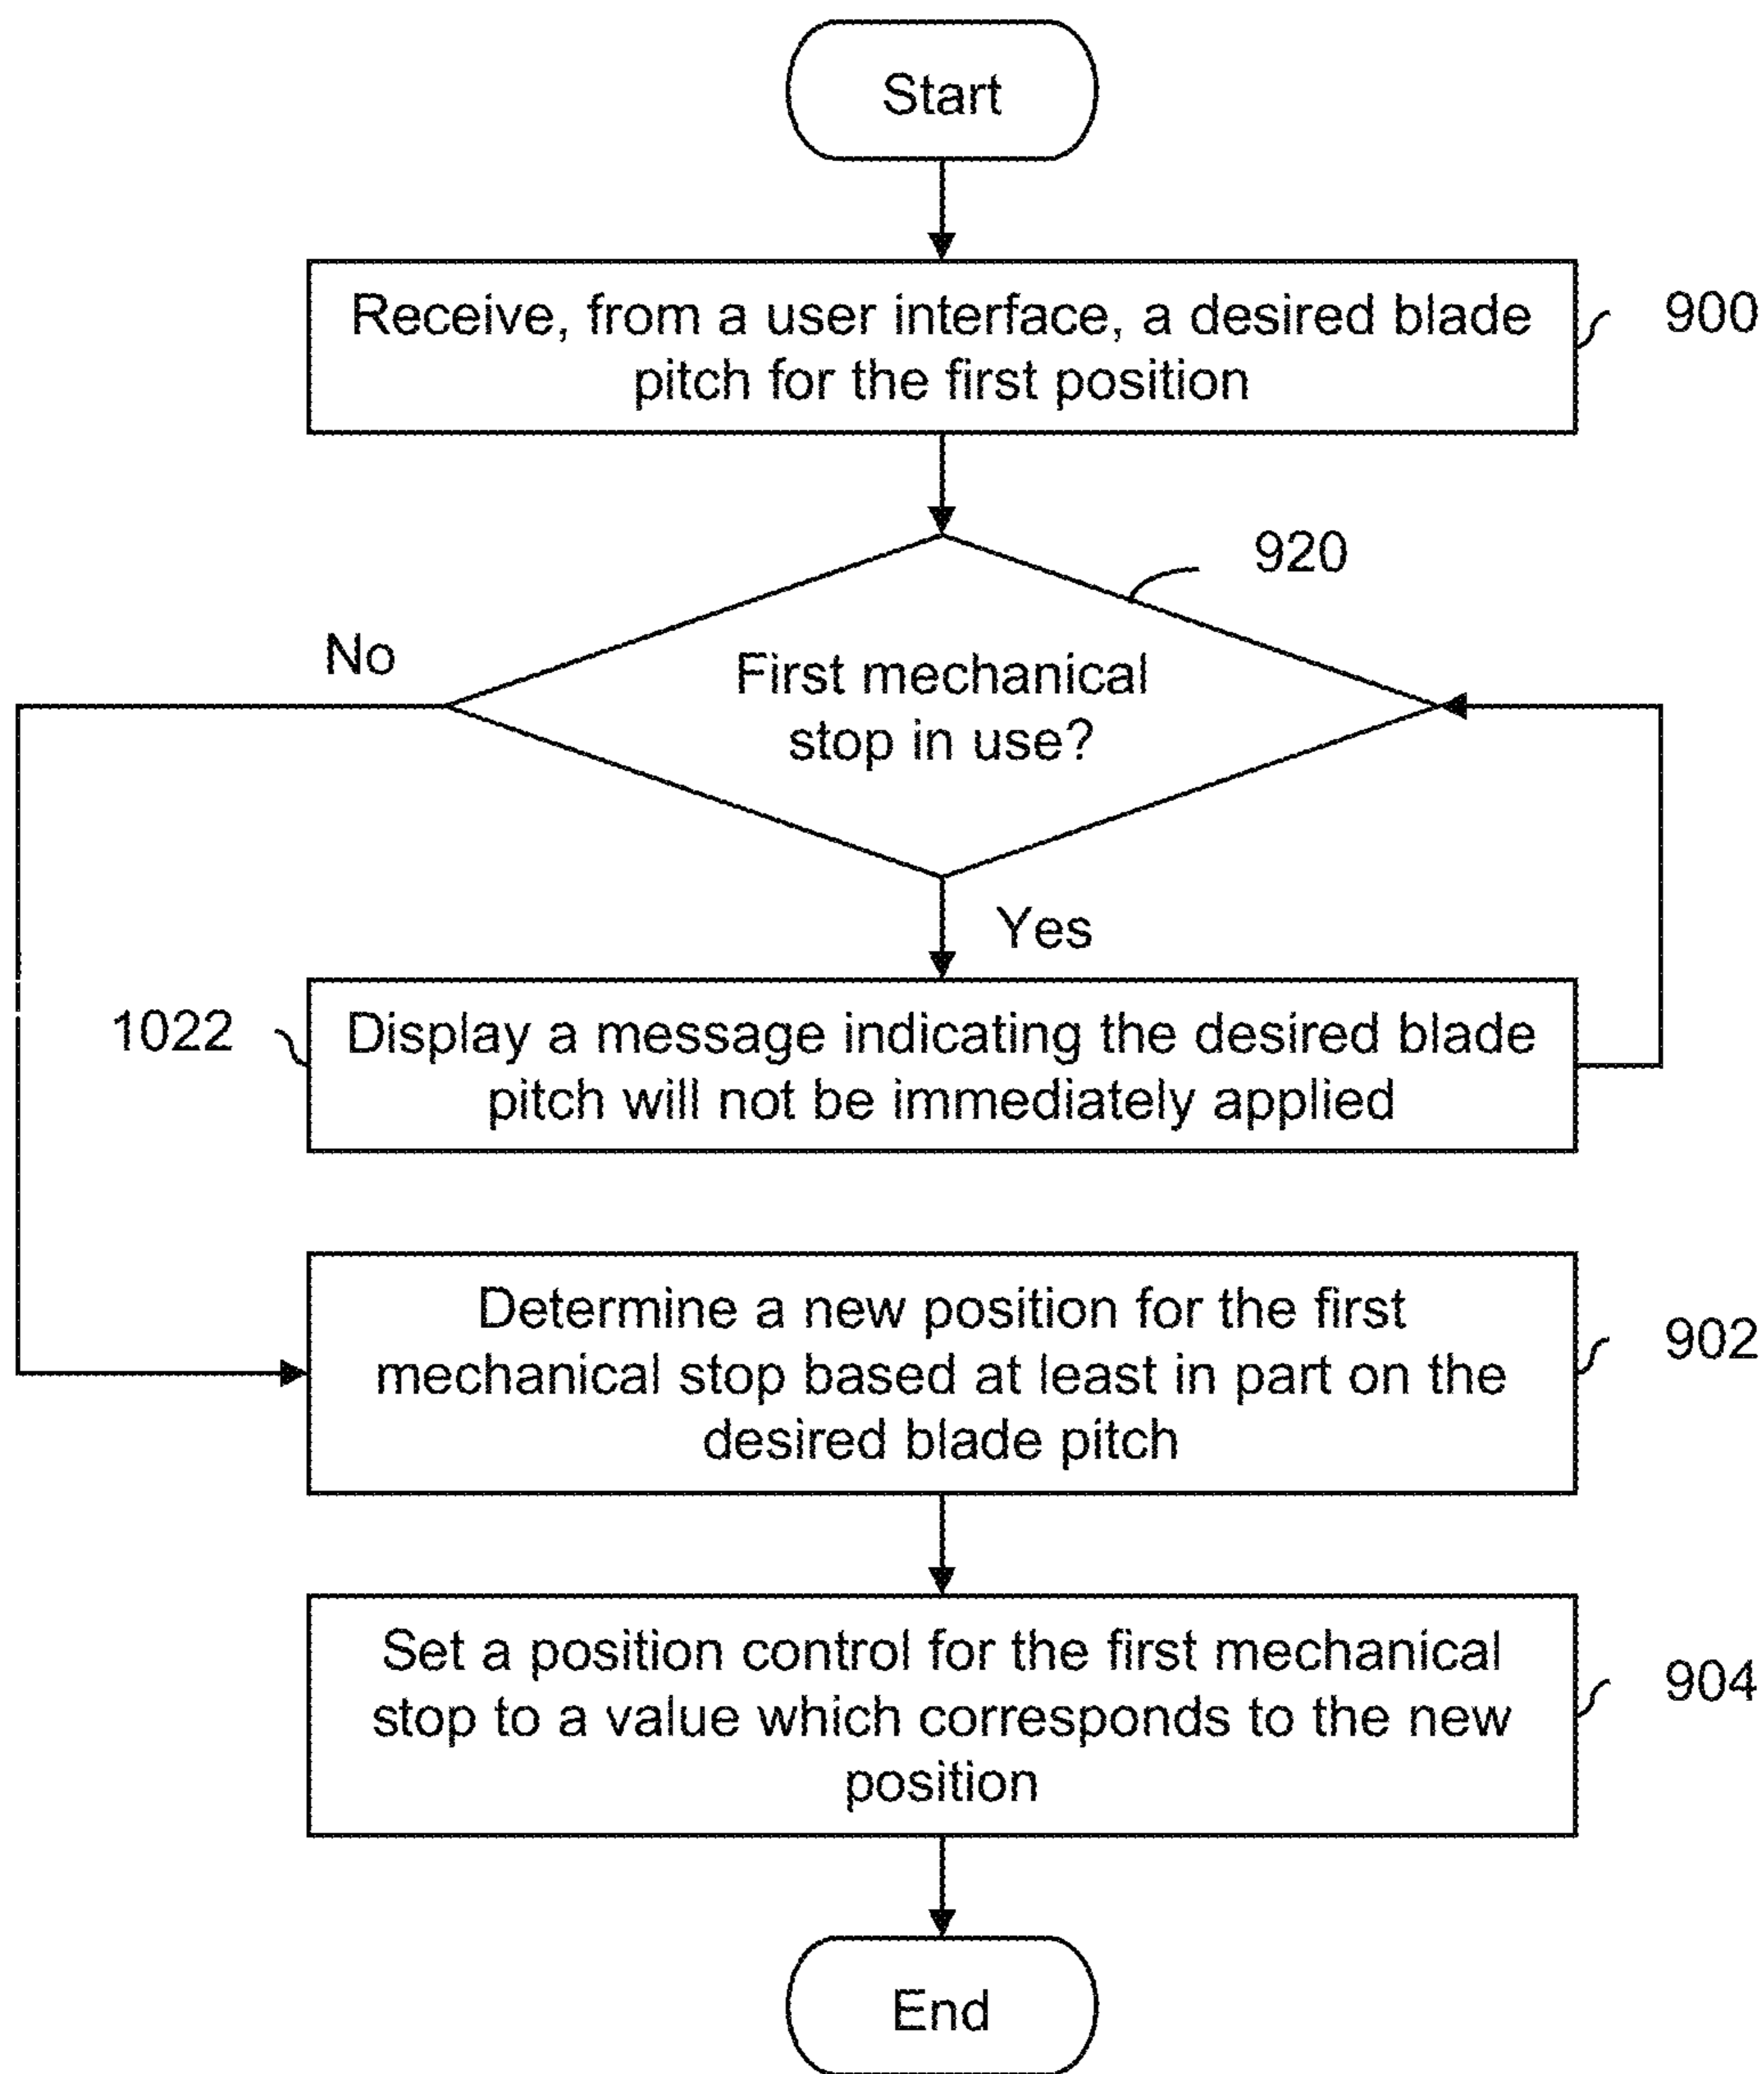 Start
Receive, from a user interface, a desired blade
pitch for the first position
900
920
No
First mechanical
stop in use?
Yes
1022
Display a message indicating the desired blade
pitch will not be immediately applied
Determine a new position for the first
mechanical stop based at least in part on the
desired blade pitch
902
Set a position control for the first mechanical
stop to a value which corresponds to the new
position
904
End